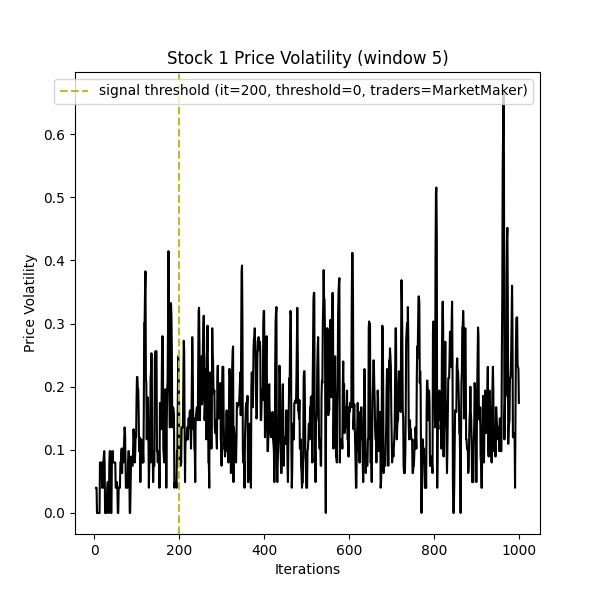 Stock 1 Price Volatility (window 5)
signal threshold (it=200, threshold=0, traders=MarketMaker)
Price Volatility
0.6
0.5
0.4
0.3
0.2
0.1
0.0
0 200 400 600 800 1000
Iterations